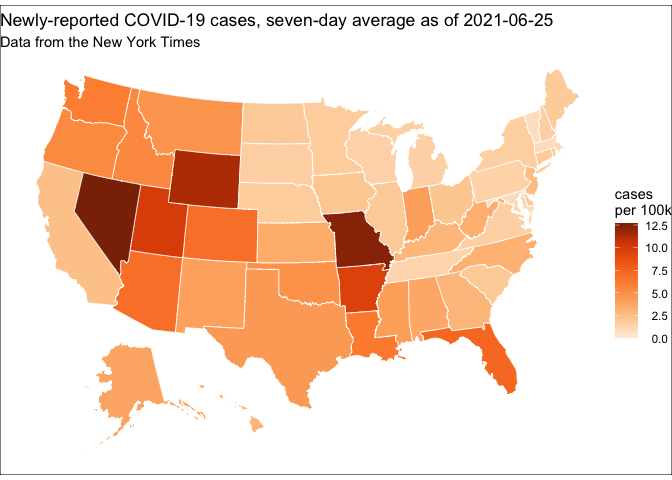 Newly-reported COVID-19 cases, seven-day average as of 2021-06-25
Data from the New York Times
cases
per 100k
12.5
10.0
7.5
5.0
2.5
0.0